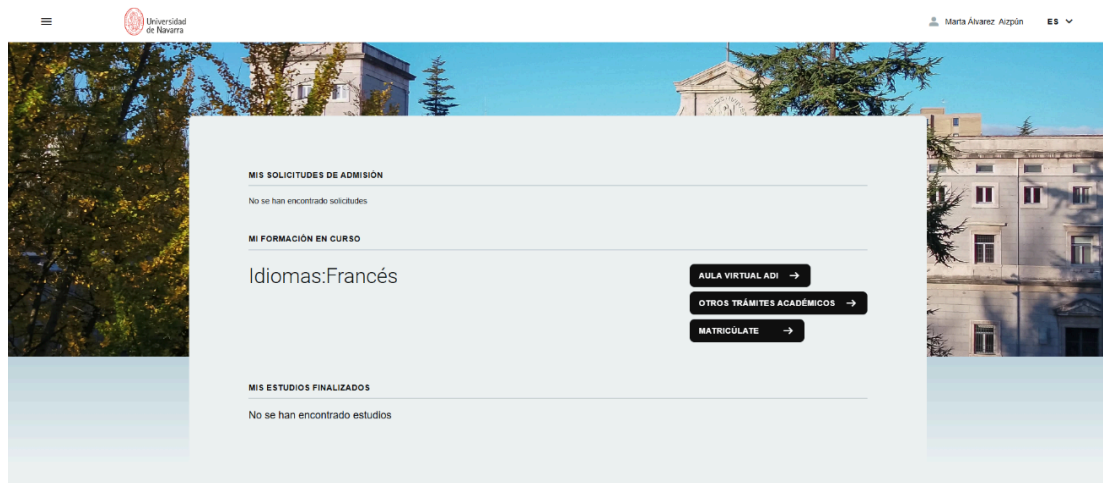 Universidad
de Navarra
Marta Álvarez Aizpún
ES
MIS SOLICITUDES DE ADMISIÓN
No se han encontrado solicitudes
MI FORMACIÓN EN CURSO
Idiomas:Francés
AULA VIRTUAL ADI →
OTROS TRÁMITES ACADÉMICOS →
MATRICÚLATE →
MIS ESTUDIOS FINALIZADOS
No se han encontrado estudios